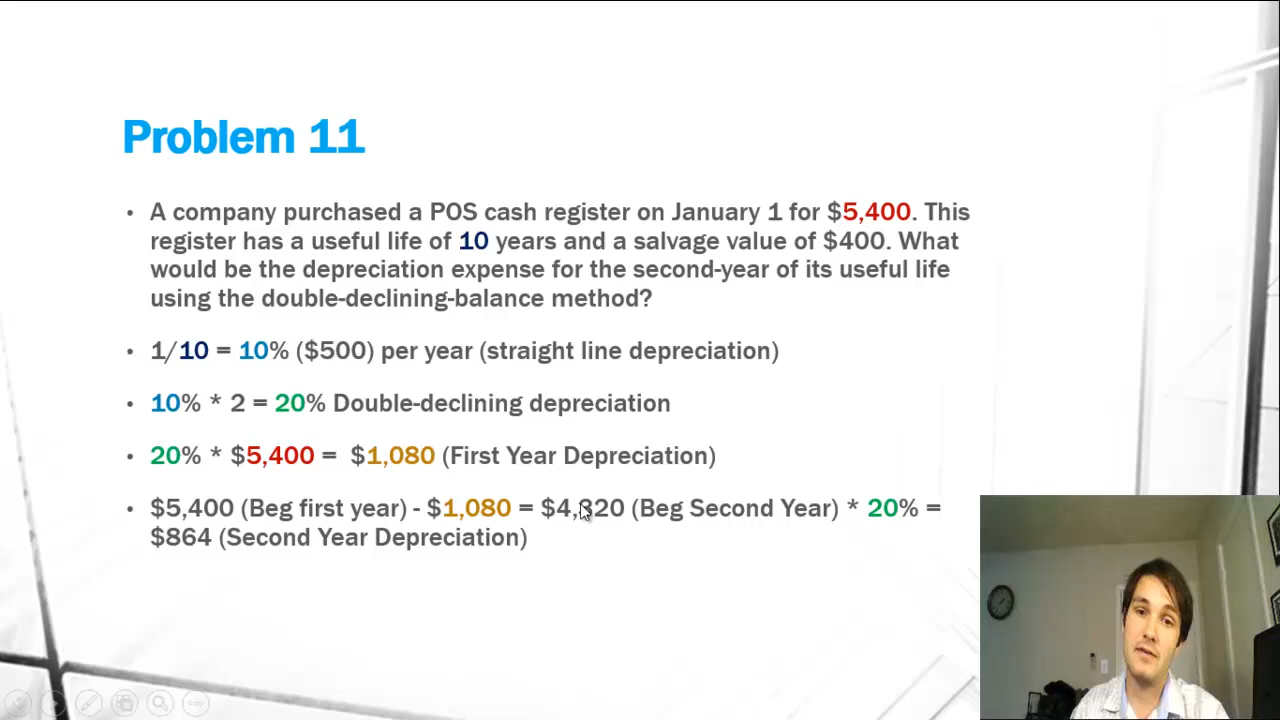 Problem 11
• A company purchased a POS cash register on January 1 for $5,400. This
register has a useful life of 10 years and a salvage value of $400. What
would be the depreciation expense for the second-year of its useful life
using the double-declining-balance method?
• 1/10 = 10% ($500) per year (straight line depreciation)
• 10% * 2 = 20% Double-declining depreciation
• 20% * $5,400 = $1,080 (First Year Depreciation)
• $5,400 (Beg first year) - $1,080 = $4,320 (Beg Second Year) * 20% =
$864 (Second Year Depreciation)